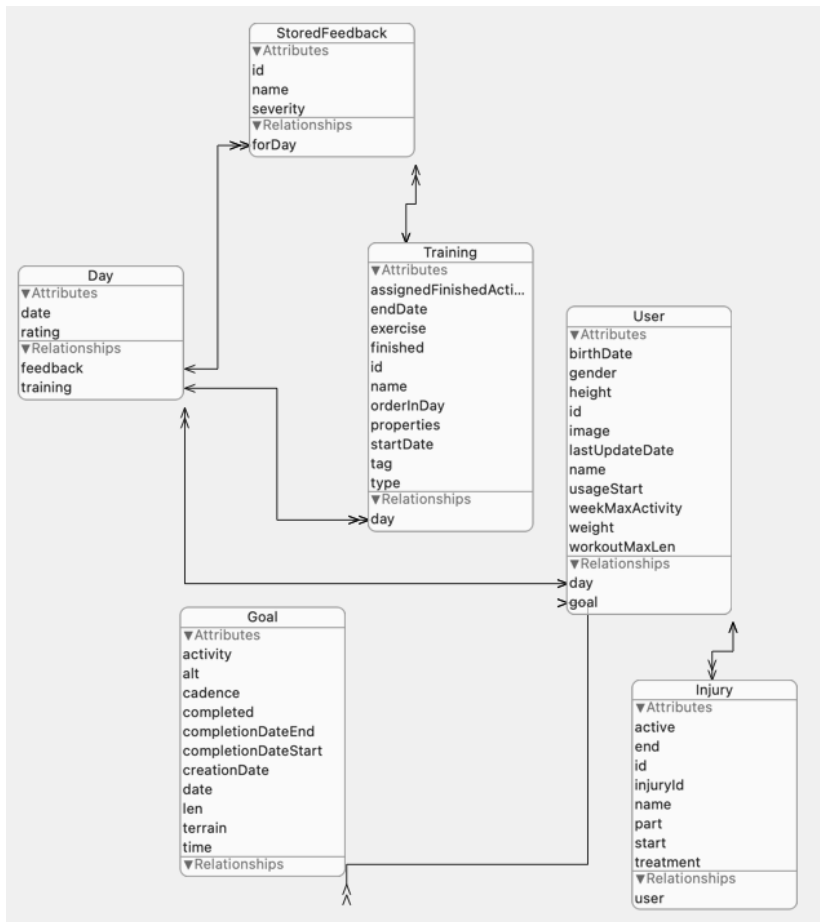 StoredFeedback
▼Attributes
id
name
severity
▼Relationships
forDay
Training
▼Attributes
assignedFinishedActi...
endDate
exercise
finished
id
name
orderInDay
properties
startDate
tag
type
▼Relationships
day
Day
▼Attributes
date
rating
▼Relationships
feedback
training
User
▼Attributes
birthDate
gender
height
id
image
lastUpdateDate
name
usageStart
weekMaxActivity
weight
workoutMaxLen
▼Relationships
day
goal
Goal
▼Attributes
activity
alt
cadence
completed
completionDateEnd
completionDateStart
creationDate
date
len
terrain
time
▼Relationships
Injury
▼Attributes
active
end
id
injuryId
name
part
start
treatment
▼Relationships
user